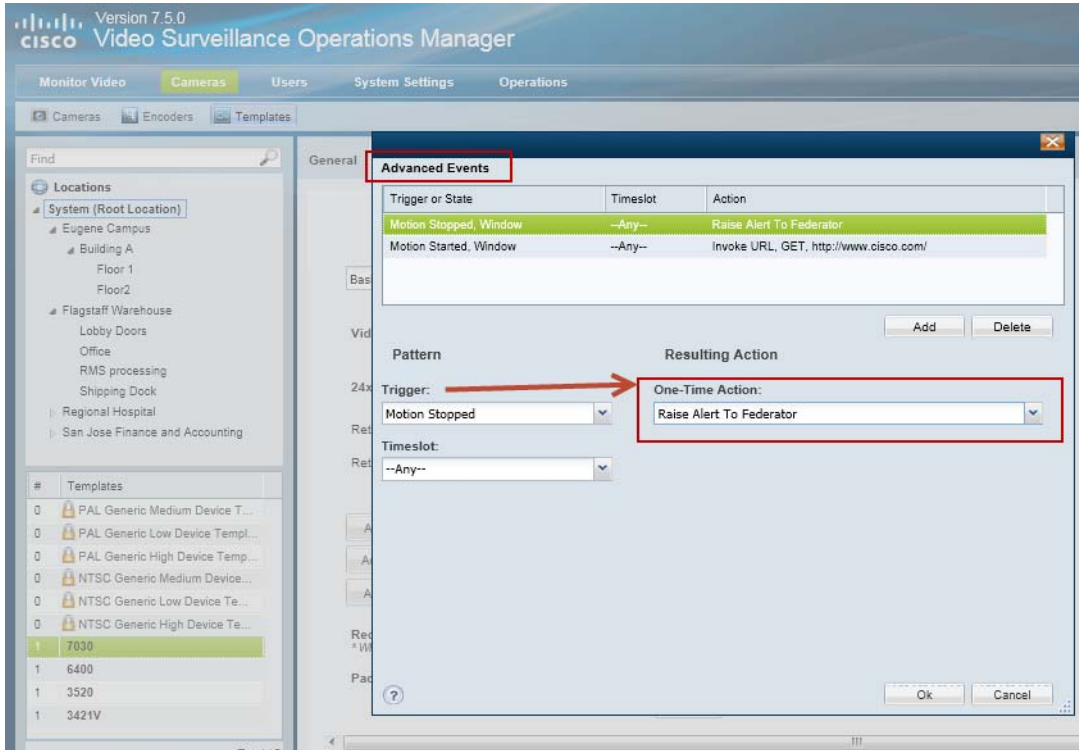 Version 7.5.0
CISCO Video Surveillance Operations Manager
Monitor Video Cameras Users System Settings Operations
Cameras Encoders Templates
Find
Locations
System (Root Location)
Eugene Campus
Building A
Floor 1
Floor2
Flagstaff Warehouse
Lobby Doors
Office
RMS processing
Shipping Dock
Regional Hospital
San Jose Finance and Accounting
# Templates
0 PAL Generic Medium Device T...
0 PAL Generic Low Device Templ...
0 PAL Generic High Device Temp...
0 NTSC Generic Medium Device...
0 NTSC Generic Low Device Te...
0 NTSC Generic High Device Te...
1 7030
1 6400
1 3520
1 3421V
General
Bas
Vid
24x
Ret
Ret
A
A
A
Rec
Pac
Advanced Events
Trigger or State Timeslot Action
Motion Stopped, Window --Any-- Raise Alert To Federator
Motion Started, Window --Any-- Invoke URL, GET, http://www.cisco.com/
Add Delete
Pattern Resulting Action
Trigger: One-Time Action:
Motion Stopped Raise Alert To Federator
Timeslot:
--Any--
? Ok Cancel